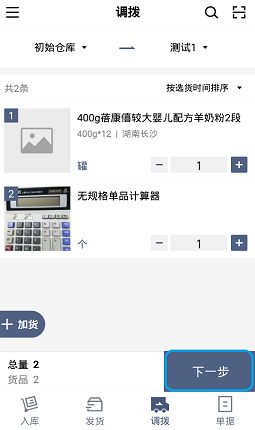 调拨
初始仓库 测试1
共2条 按选货时间排序
1
400g蓓康值较大婴儿配方羊奶粉2段
400g*12 | 湖南长沙
罐 1
2
无规格单品计算器
个 1
加货
总量 2
货品 2
下一步
入库 发货 调拨 单据